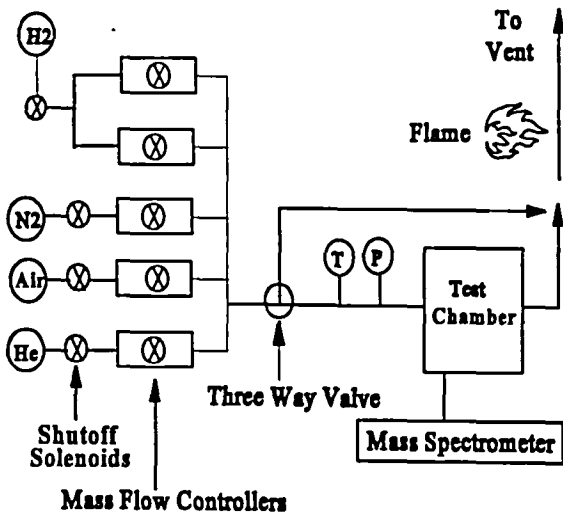 H2
To
Vent
Flame
N2
Air
T
P
Test
Chamber
He
Three Way Valve
Shutoff
Solenoids
Mass Spectrometer
Mass Flow Controllers